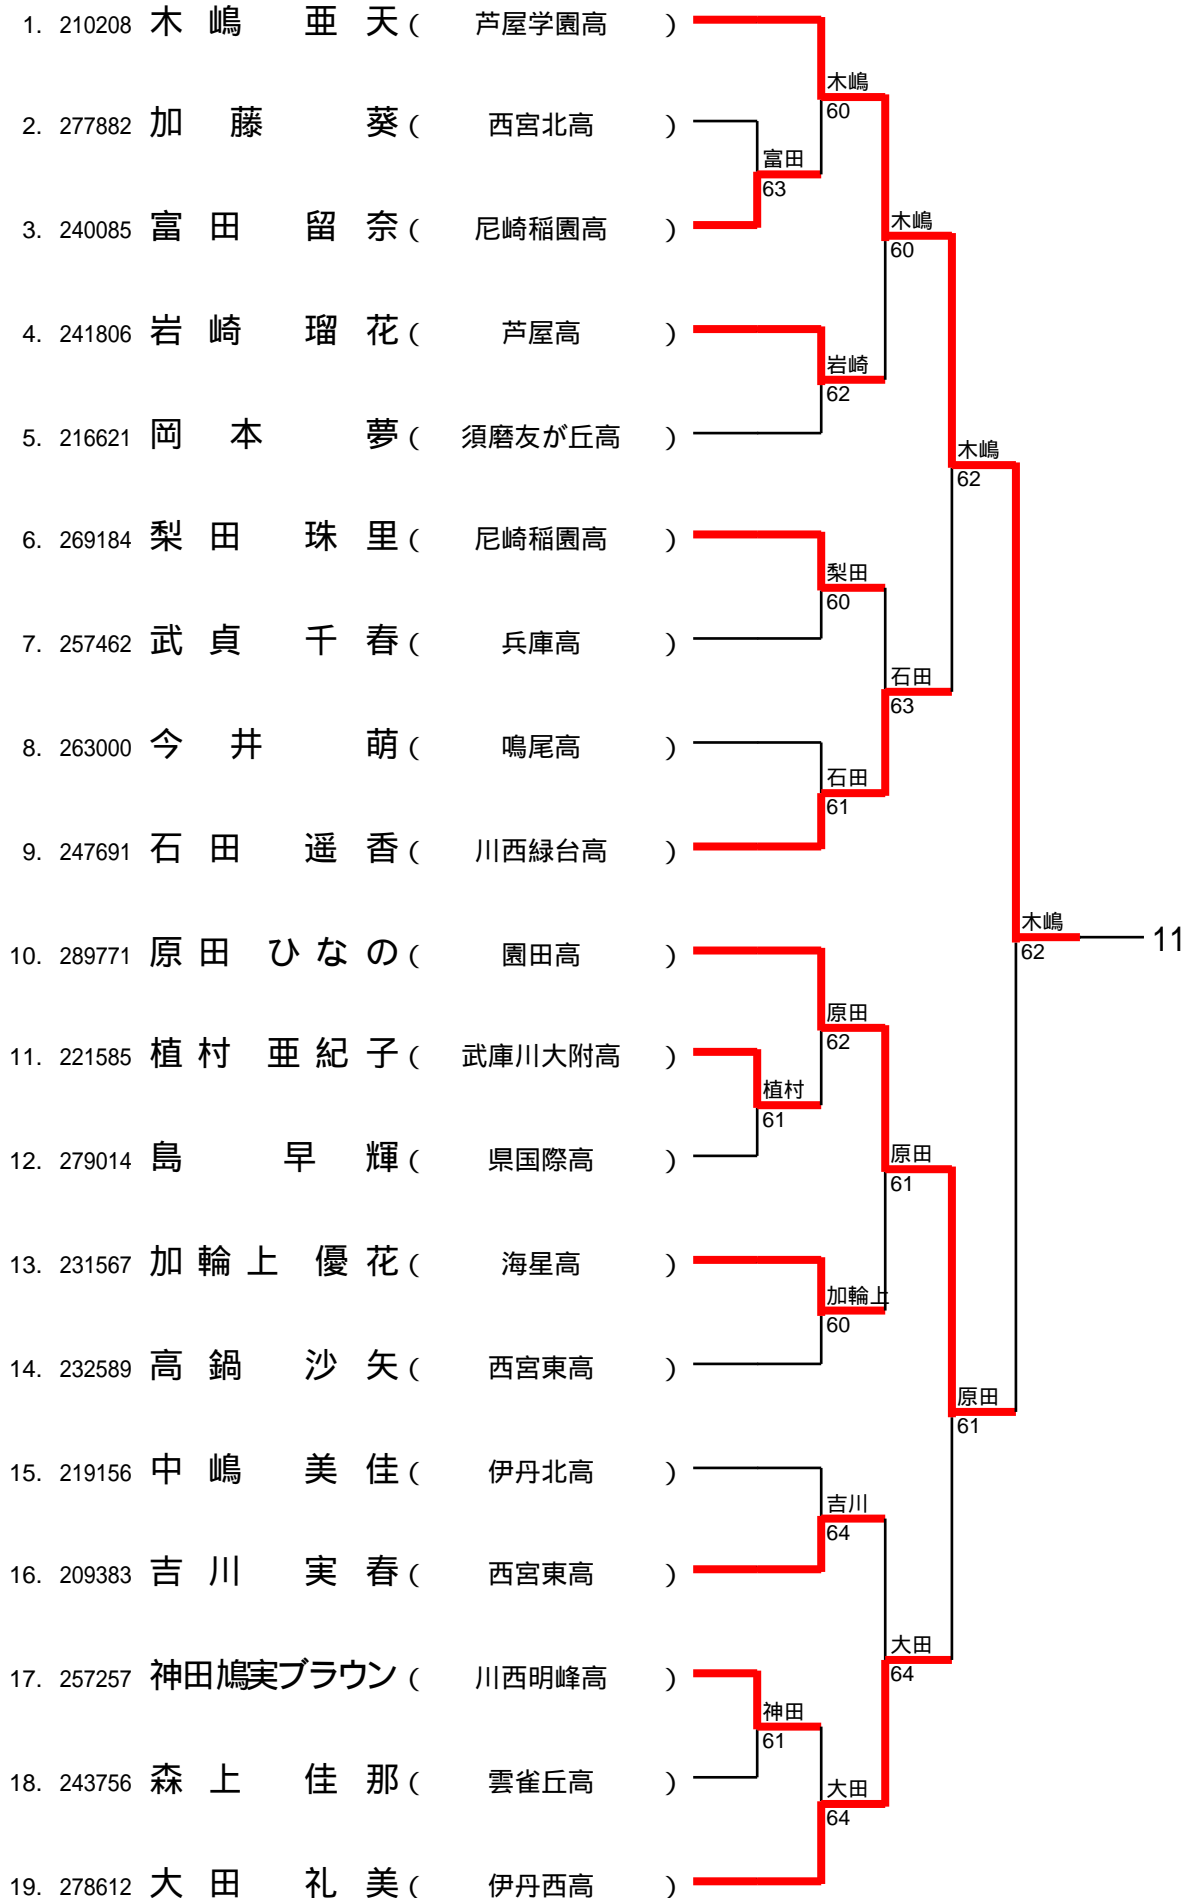 1. 210208 木嶋 亜天 ( 芦屋学園高 )
木嶋
60
2. 277882 加藤 葵 ( 西宮北高 )
富田
63
3. 240085 富田 留奈 ( 尼崎稲園高 )
木嶋
60
4. 241806 岩崎 瑠花 ( 芦屋高 )
岩崎
62
5. 216621 岡本 夢 ( 須磨友が丘高 )
木嶋
62
6. 269184 梨田 珠里 ( 尼崎稲園高 )
梨田
60
7. 257462 武貞 千春 ( 兵庫高 )
石田
63
8. 263000 今井 萌 ( 鳴尾高 )
石田
61
9. 247691 石田 遥香 ( 川西緑台高 )
木嶋
62
11
10. 289771 原田 ひなの ( 園田高 )
原田
62
11. 221585 植村 亜紀子 ( 武庫川大附高 )
植村
61
12. 279014 島 早輝 ( 県国際高 )
原田
61
13. 231567 加輪上 優花 ( 海星高 )
加輪上
60
14. 232589 高鍋 沙矢 ( 西宮東高 )
原田
61
15. 219156 中嶋 美佳 ( 伊丹北高 )
吉川
64
16. 209383 吉川 実春 ( 西宮東高 )
大田
64
17. 257257 神田鳩実ブラウン ( 川西明峰高 )
神田
61
18. 243756 森上 佳那 ( 雲雀丘高 )
大田
64
19. 278612 大田 礼美 ( 伊丹西高 )